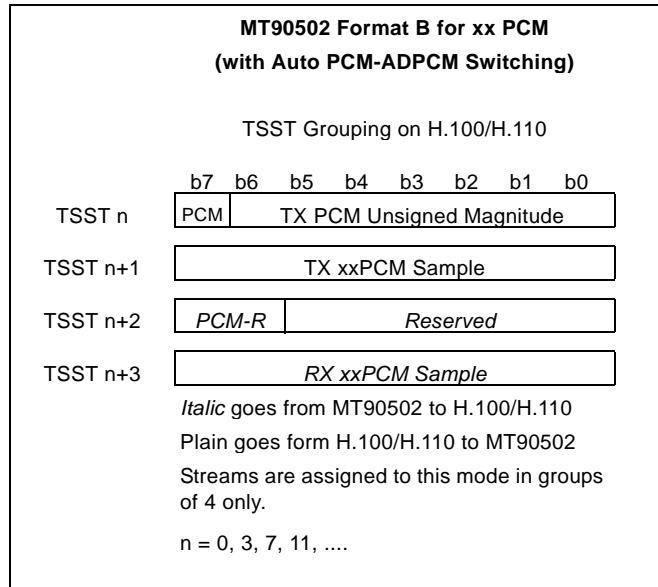 MT90502 Format B for xx PCM
(with Auto PCM-ADPCM Switching)
TSST Grouping on H.100/H.110
b7 b6 b5 b4 b3 b2 b1 b0
TSST n PCM TX PCM Unsigned Magnitude
TSST n+1 TX xxPCM Sample
TSST n+2 PCM-R Reserved
TSST n+3 RX xxPCM Sample
Italic goes from MT90502 to H.100/H.110
Plain goes form H.100/H.110 to MT90502
Streams are assigned to this mode in groups
of 4 only.
n = 0, 3, 7, 11, ....